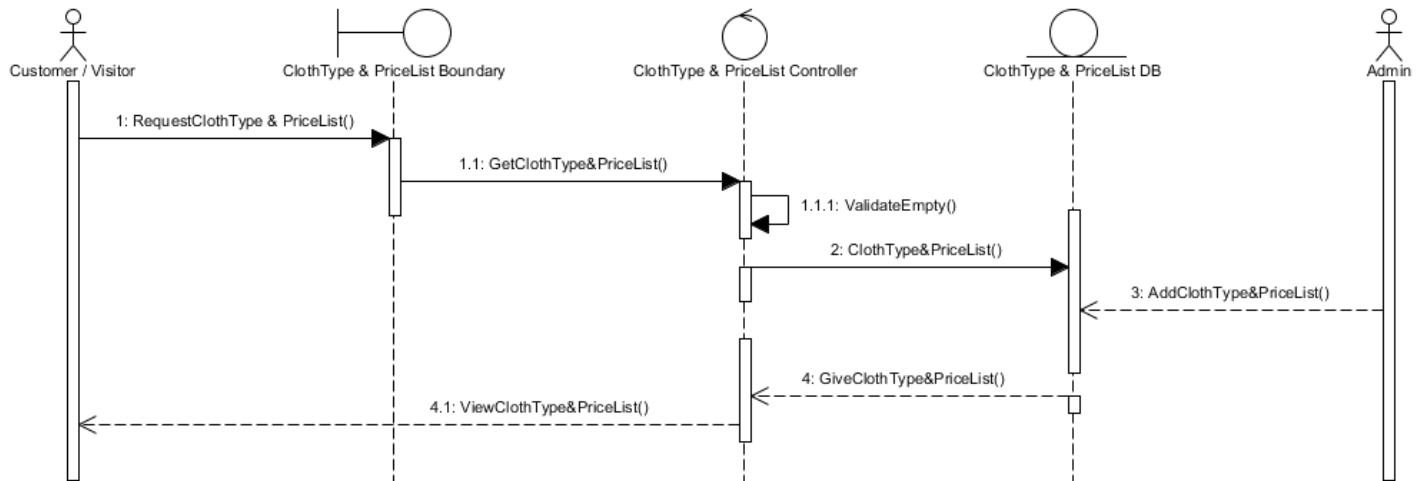 Customer / Visitor
ClothType & PriceList Boundary
ClothType & PriceList Controller
ClothType & PriceList DB
Admin
1: RequestClothType & PriceList()
1.1: GetClothType&PriceList()
1.1.1: ValidateEmpty()
2: ClothType&PriceList()
3: AddClothType&PriceList()
4: GiveClothType&PriceList()
4.1: ViewClothType&PriceList()